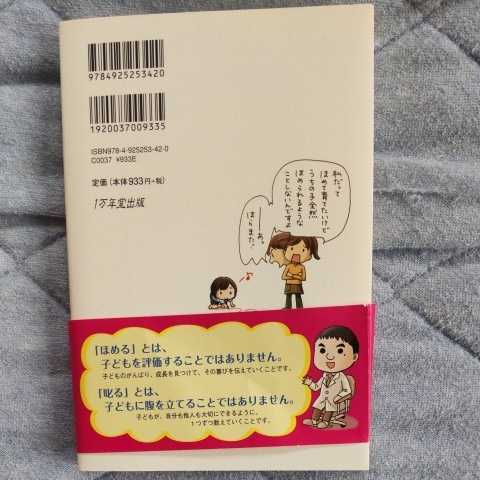 9784925253420
1920037009335
ISBN978-4-925253-42-0
C0037 ¥933E
定価(本体933円+税)
1万年堂出版
私だって
ほめて育てたいけど
うちの子全然
ほめられるような
ことしないんですよ
――あ。
ほらまた!
「ほめる」とは、
子どもを評価することではありません。
子どものがんばり、成長を見つけて、その喜びを伝えていくことです。
「叱る」とは、
子どもに腹を立てることではありません。
子どもが、自分も他人も大切にできるように、
1つずつ教えていくことです。